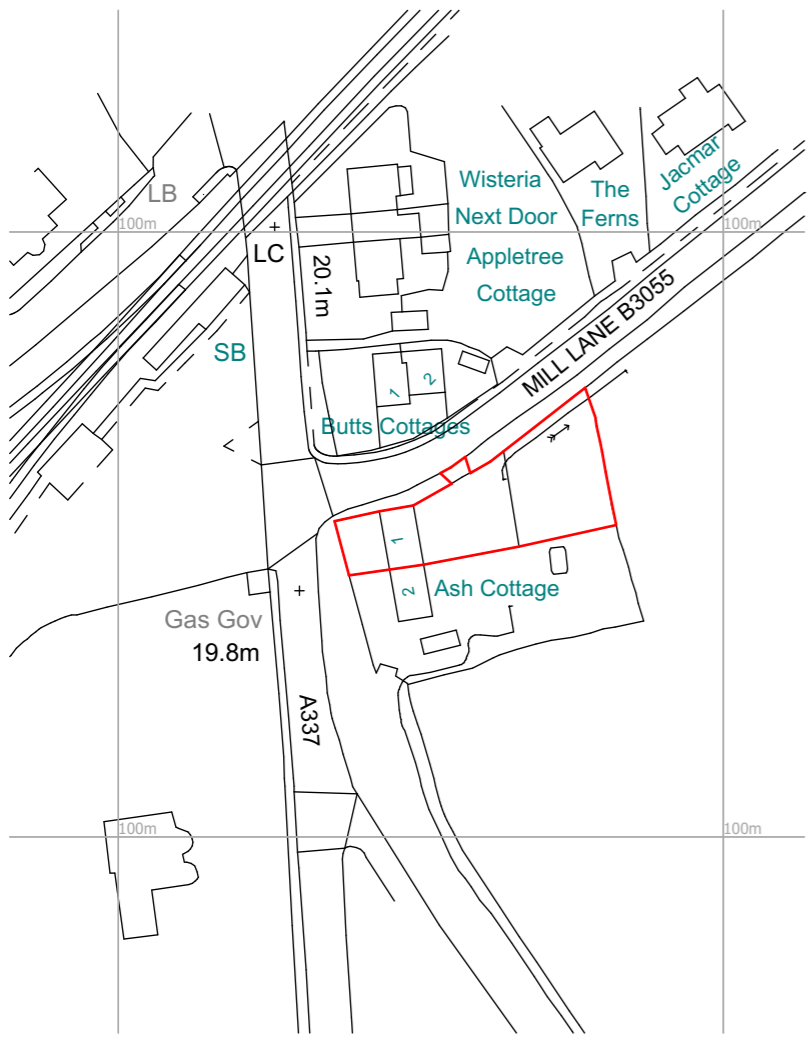 LB
100m
100m
LC
20.1m
SB
Wisteria
Next Door
Appletree
Cottage
The
Ferns
Jacmar
Cottage
MILL LANE B3055
1
2
Butts Cottages
1
2
Ash Cottage
Gas Gov
19.8m
A337
100m
100m